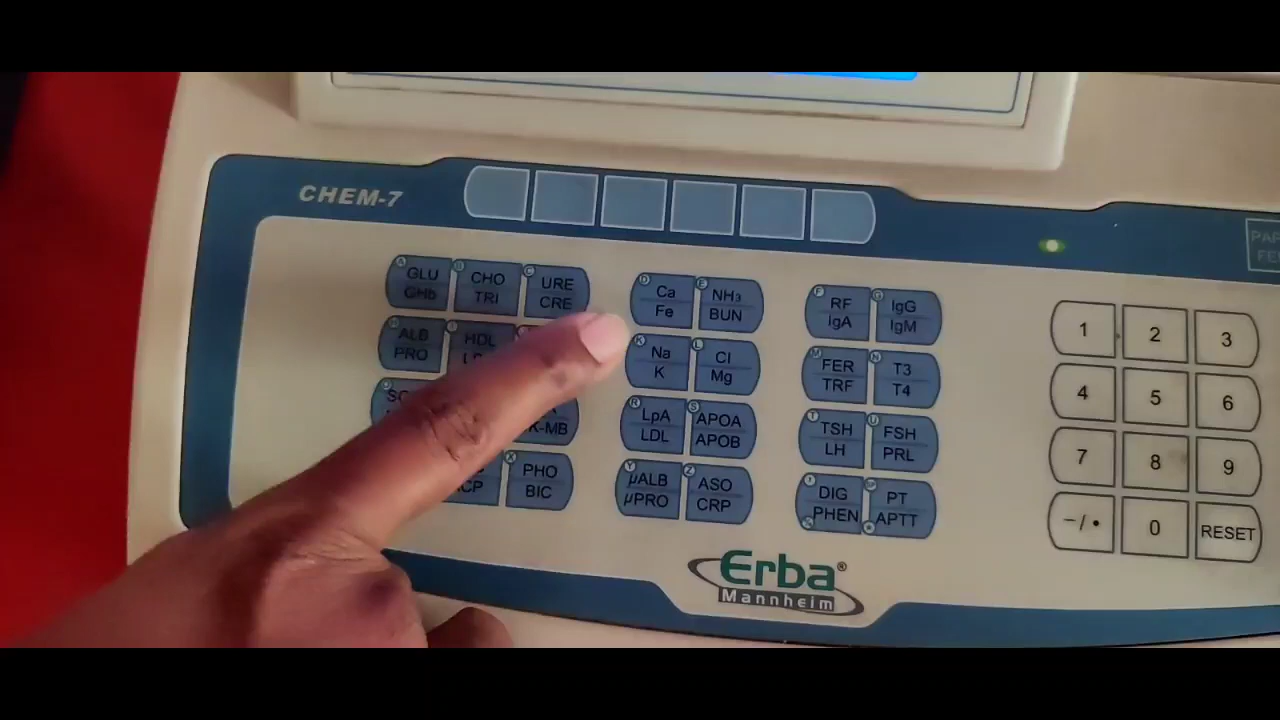 CHEM-7
PAP
FEE
A GLU GHb
B CHO TRI
C URE CRE
D Ca Fe
E NH₃ BUN
F RF IgA
G IgG IgM
1 2 3
H ALB PRO
I HDL
K Na K
L Cl Mg
M FER TRF
N T3 T4
4 5 6
R LpA LDL
S APOA APOB
T TSH LH
U FSH PRL
7 8 9
X PHO BIC
Y µALB µPRO
Z ASO CRP
DIG PHEN
SP PT APTT
−/• 0 RESET
Erba®
Mannheim